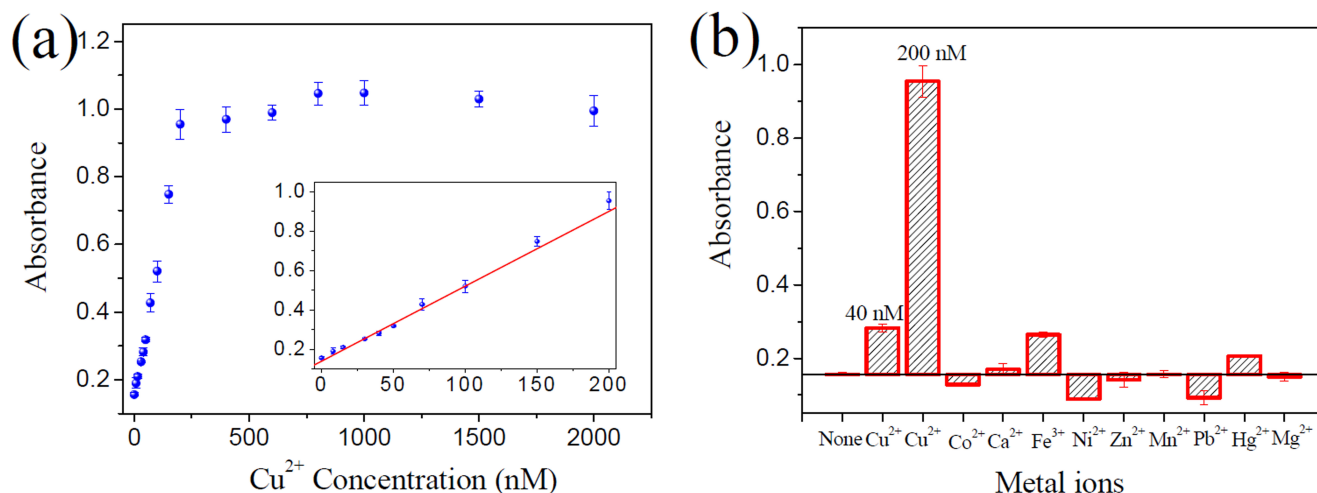 (a)
1.2
1.0
0.8
0.6
0.4
0.2
Absorbance
0 500 1000 1500 2000
Cu²⁺ Concentration (nM)
1.0
0.8
0.6
0.4
0.2
0 50 100 150 200
(b)
1.0
0.8
0.6
0.4
0.2
Absorbance
200 nM
40 nM
None Cu²⁺ Cu²⁺ Co²⁺ Ca²⁺ Fe³⁺ Ni²⁺ Zn²⁺ Mn²⁺ Pb²⁺ Hg²⁺ Mg²⁺
Metal ions